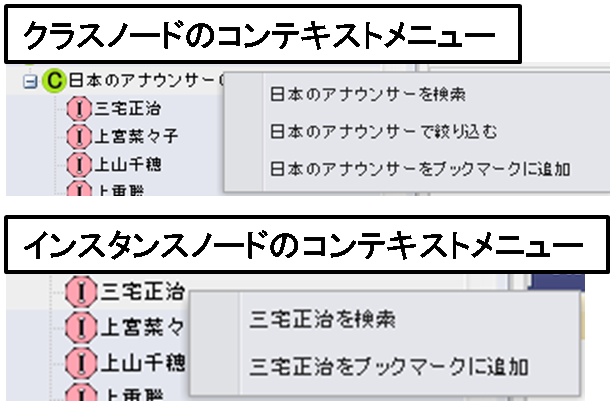 クラスノードのコンテキストメニュー
C 日本のアナウンサー
日本のアナウンサーを検索
日本のアナウンサーで絞り込む
日本のアナウンサーをブックマークに追加
I 三宅正治
I 上宮菜々子
I 上山千穂
I 上重聡
インスタンスノードのコンテキストメニュー
I 三宅正治
三宅正治を検索
三宅正治をブックマークに追加
I 上宮菜々
I 上山千穂
I 上重聡